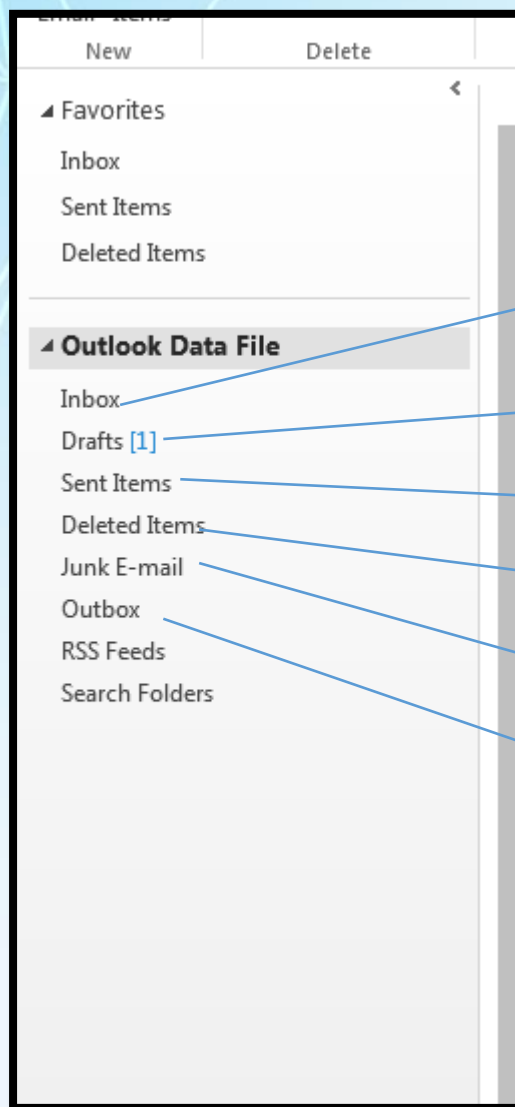 New Delete
Favorites
Inbox
Sent Items
Deleted Items
Outlook Data File
Inbox
Drafts [1]
Sent Items
Deleted Items
Junk E-mail
Outbox
RSS Feeds
Search Folders